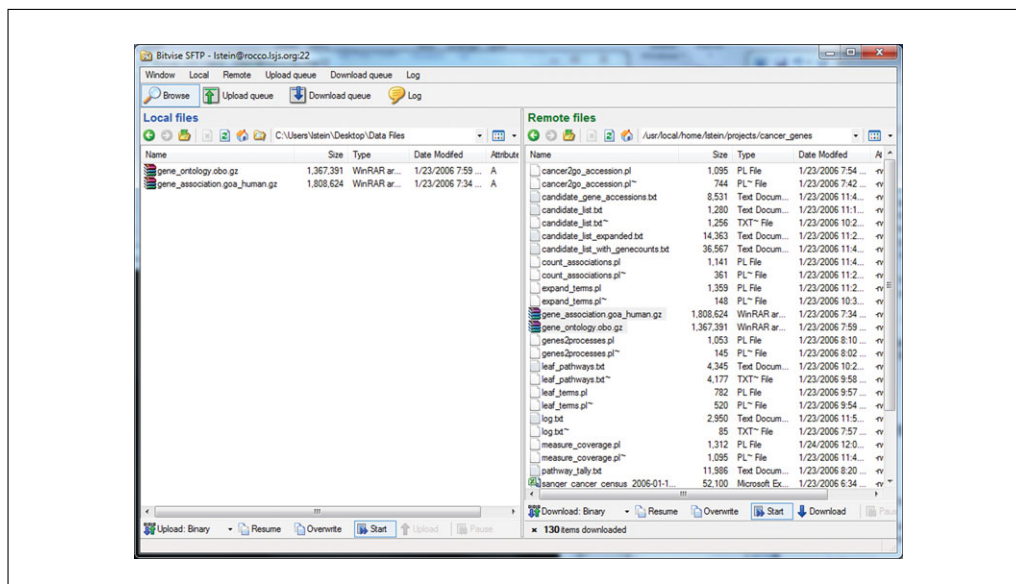 Bitvise SFTP - lstein@rocco.lsjs.org:22
Window Local Remote Upload queue Download queue Log
Browse Upload queue Download queue Log
Local files
C:\Users\lstein\Desktop\Data Files
Name Size Type Date Modifed Attribute
gene_ontology.obo.gz 1,367,391 WinRAR ar... 1/23/2006 7:59 ... A
gene_association.goa_human.gz 1,808,624 WinRAR ar... 1/23/2006 7:34 ... A
Upload: Binary Resume Overwrite Start Upload Pause
Remote files
/usr/local/home/lstein/projects/cancer_genes
Name Size Type Date Modifed
cancer2go_accession.pl 1,095 PL File 1/23/2006 7:54 ...
cancer2go_accession.pl~ 744 PL~ File 1/23/2006 7:42 ...
candidate_gene_accessions.txt 8,531 Text Docum... 1/23/2006 11:4...
candidate_list.txt 1,280 Text Docum... 1/23/2006 11:1...
candidate_list.txt~ 1,256 TXT~ File 1/23/2006 10:2...
candidate_list_expanded.txt 14,363 Text Docum... 1/23/2006 11:2...
candidate_list_with_genecounts.txt 36,567 Text Docum... 1/23/2006 11:4...
count_associations.pl 1,141 PL File 1/23/2006 11:4...
count_associations.pl~ 361 PL~ File 1/23/2006 11:2...
expand_terms.pl 1,359 PL File 1/23/2006 11:2...
expand_terms.pl~ 148 PL~ File 1/23/2006 10:3...
gene_association.goa_human.gz 1,808,624 WinRAR ar... 1/23/2006 7:34 ...
gene_ontology.obo.gz 1,367,391 WinRAR ar... 1/23/2006 7:59 ...
genes2processes.pl 1,053 PL File 1/23/2006 8:10 ...
genes2processes.pl~ 145 PL~ File 1/23/2006 8:02 ...
leaf_pathways.txt 4,345 Text Docum... 1/23/2006 10:2...
leaf_pathways.txt~ 4,177 TXT~ File 1/23/2006 9:58 ...
leaf_terms.pl 782 PL File 1/23/2006 9:57 ...
leaf_terms.pl~ 520 PL~ File 1/23/2006 9:54 ...
log.txt 2,950 Text Docum... 1/23/2006 11:5...
log.txt~ 85 TXT~ File 1/23/2006 7:57 ...
measure_coverage.pl 1,312 PL File 1/24/2006 12:0...
measure_coverage.pl~ 1,095 PL~ File 1/23/2006 11:4...
pathway_tally.txt 11,986 Text Docum... 1/23/2006 8:20 ...
sanger_cancer_census_2006-01-1... 52,100 Microsoft Ex... 1/23/2006 6:34 ...
Download: Binary Resume Overwrite Start Download
130 items downloaded